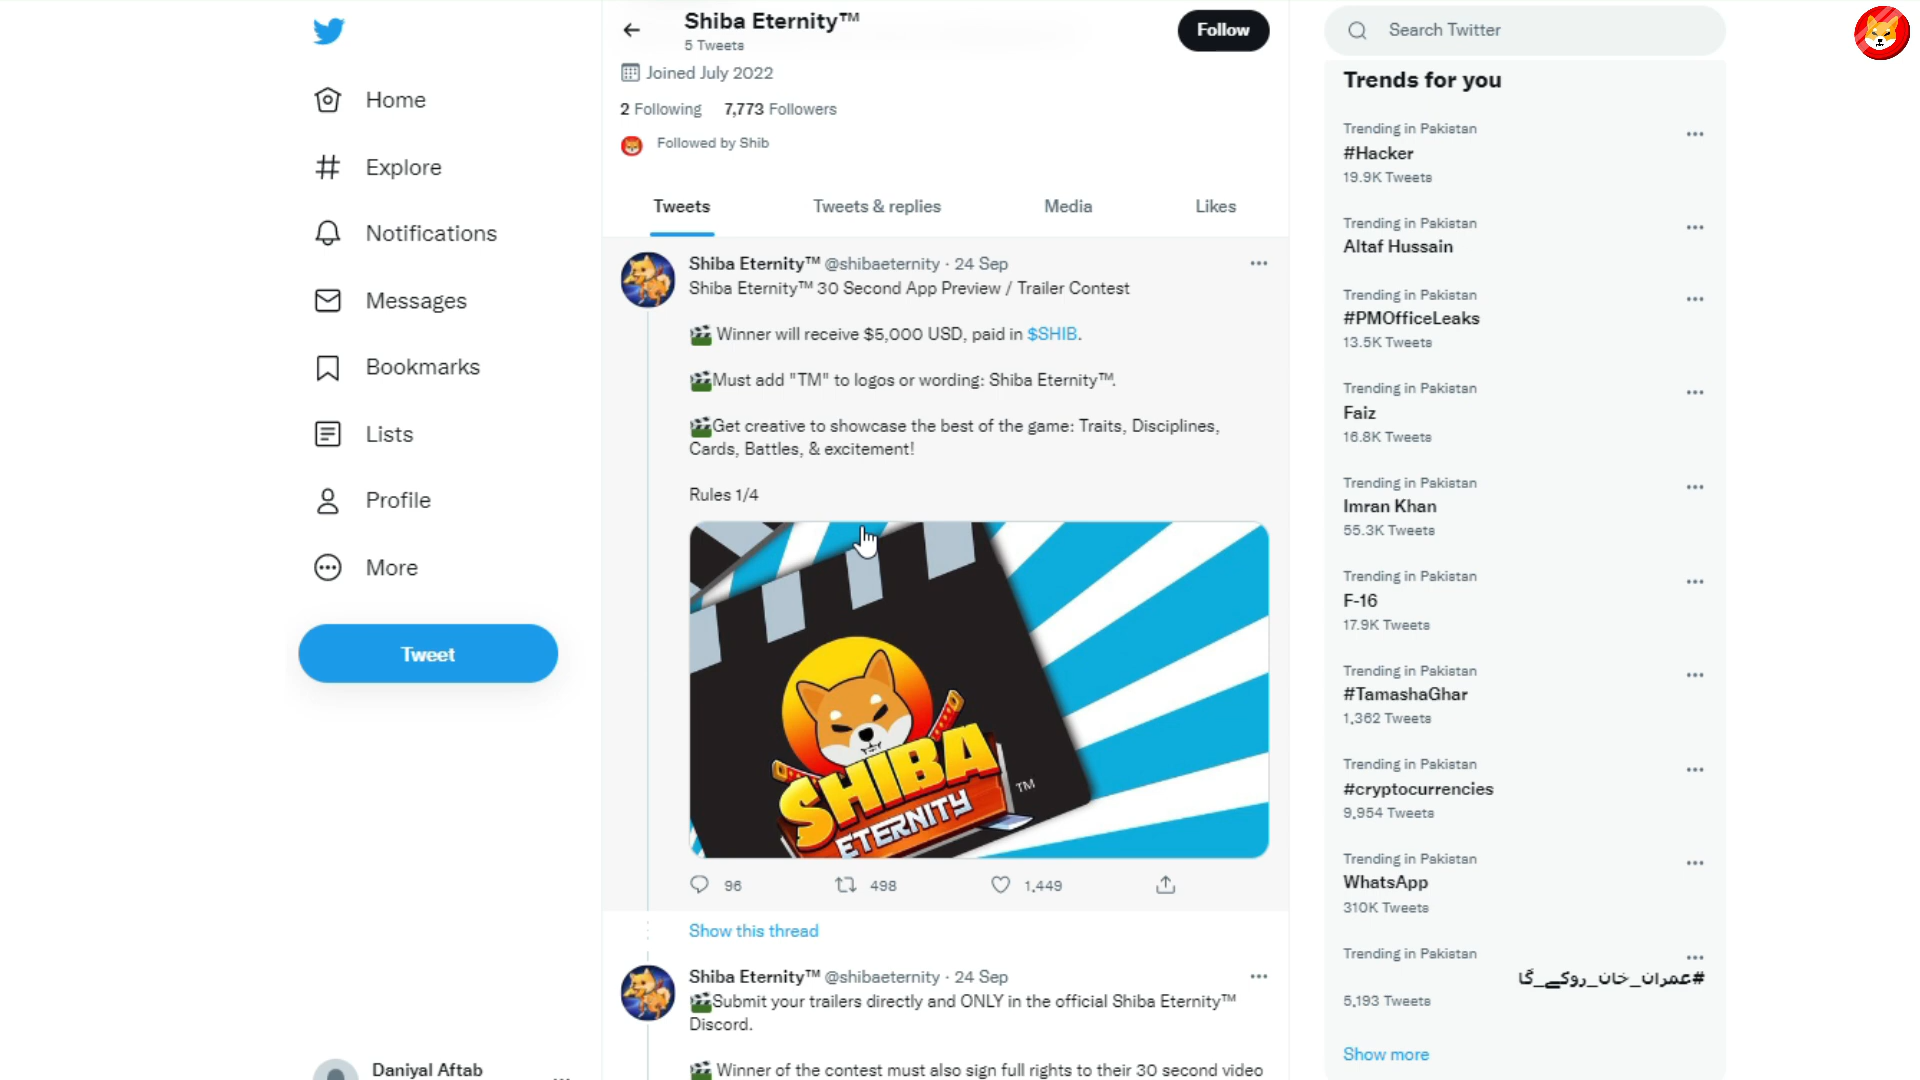 Home
Explore
Notifications
Messages
Bookmarks
Lists
Profile
More
Tweet
Daniyal Aftab
Shiba Eternity™
5 Tweets
Follow
Joined July 2022
2 Following 7,773 Followers
Followed by Shib
Tweets Tweets & replies Media Likes
Shiba Eternity™ @shibaeternity · 24 Sep
Shiba Eternity™ 30 Second App Preview / Trailer Contest
🎬 Winner will receive $5,000 USD, paid in $SHIB.
🎬Must add "TM" to logos or wording: Shiba Eternity™.
🎬Get creative to showcase the best of the game: Traits, Disciplines,
Cards, Battles, & excitement!
Rules 1/4
SHIBA
ETERNITY
TM
96 498 1,449
Show this thread
Shiba Eternity™ @shibaeternity · 24 Sep
🎬Submit your trailers directly and ONLY in the official Shiba Eternity™
Discord.
🎬 Winner of the contest must also sign full rights to their 30 second video
Search Twitter
Trends for you
Trending in Pakistan
#Hacker
19.9K Tweets
Trending in Pakistan
Altaf Hussain
Trending in Pakistan
#PMOfficeLeaks
13.5K Tweets
Trending in Pakistan
Faiz
16.8K Tweets
Trending in Pakistan
Imran Khan
55.3K Tweets
Trending in Pakistan
F-16
17.9K Tweets
Trending in Pakistan
#TamashaGhar
1,362 Tweets
Trending in Pakistan
#cryptocurrencies
9,954 Tweets
Trending in Pakistan
WhatsApp
310K Tweets
Trending in Pakistan
#عمران_خان_روکے_گا
5,193 Tweets
Show more